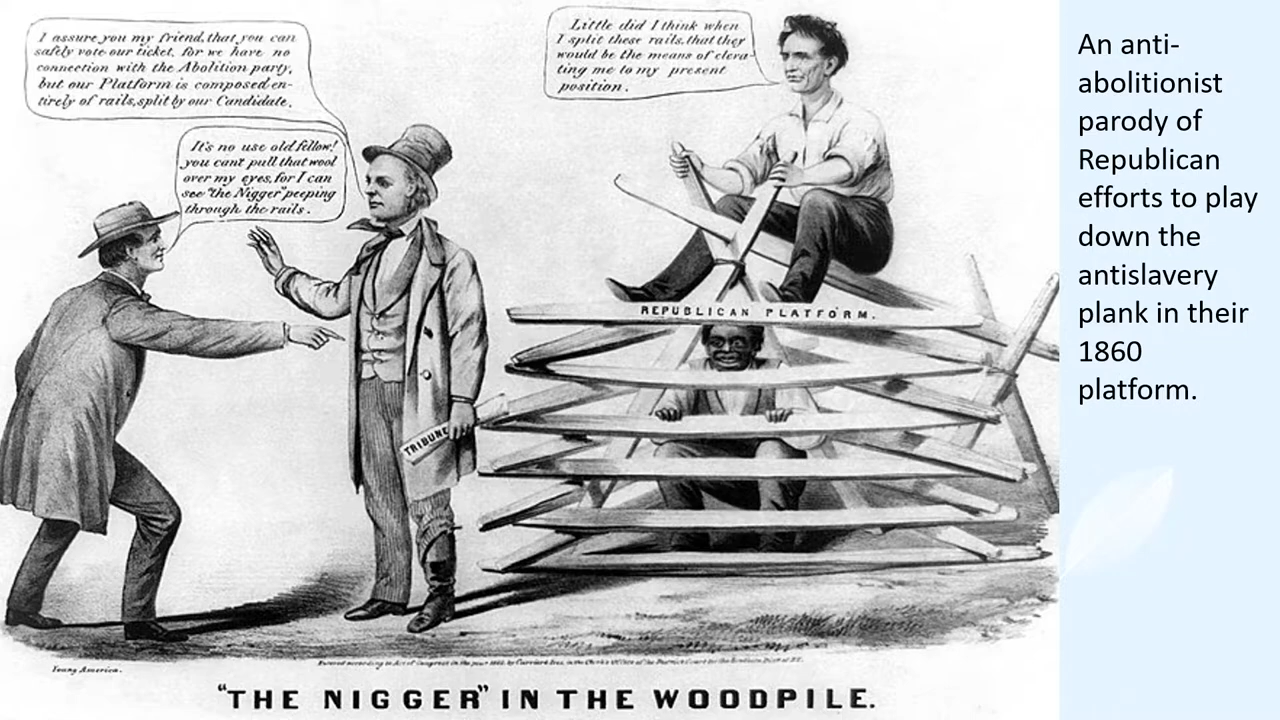 I assure you my friend, that you can
safely vote our ticket, for we have no
connection with the Abolition party,
but our Platform is composed en-
tirely of rails, split by our Candidate.
It's no use old fellow!
you can't pull that wool
over my eyes, for I can
see "the Nigger" peeping
through the rails.
Little did I think when
I split these rails, that they
would be the means of eleva-
ting me to my present
position.
REPUBLICAN PLATFORM.
TRIBUNE
Young America.
"THE NIGGER" IN THE WOODPILE.
An anti-
abolitionist
parody of
Republican
efforts to play
down the
antislavery
plank in their
1860
platform.